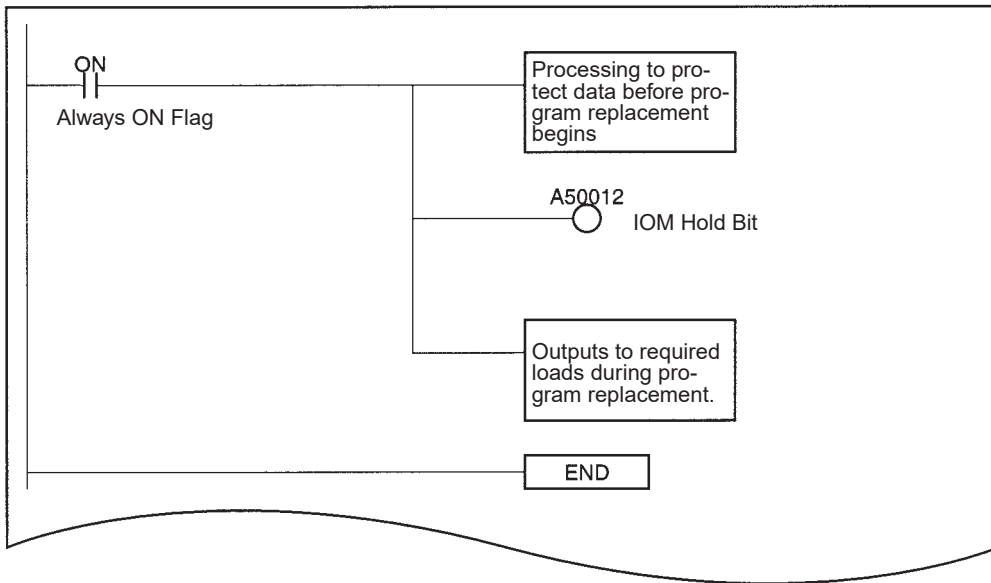 ON
Always ON Flag
Processing to pro-
tect data before pro-
gram replacement
begins
A50012
IOM Hold Bit
Outputs to required
loads during pro-
gram replacement.
END